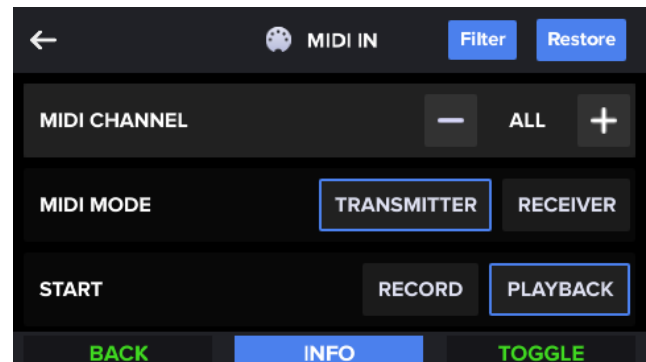 MIDI IN Filter Restore
MIDI CHANNEL ALL
MIDI MODE TRANSMITTER RECEIVER
START RECORD PLAYBACK
BACK INFO TOGGLE